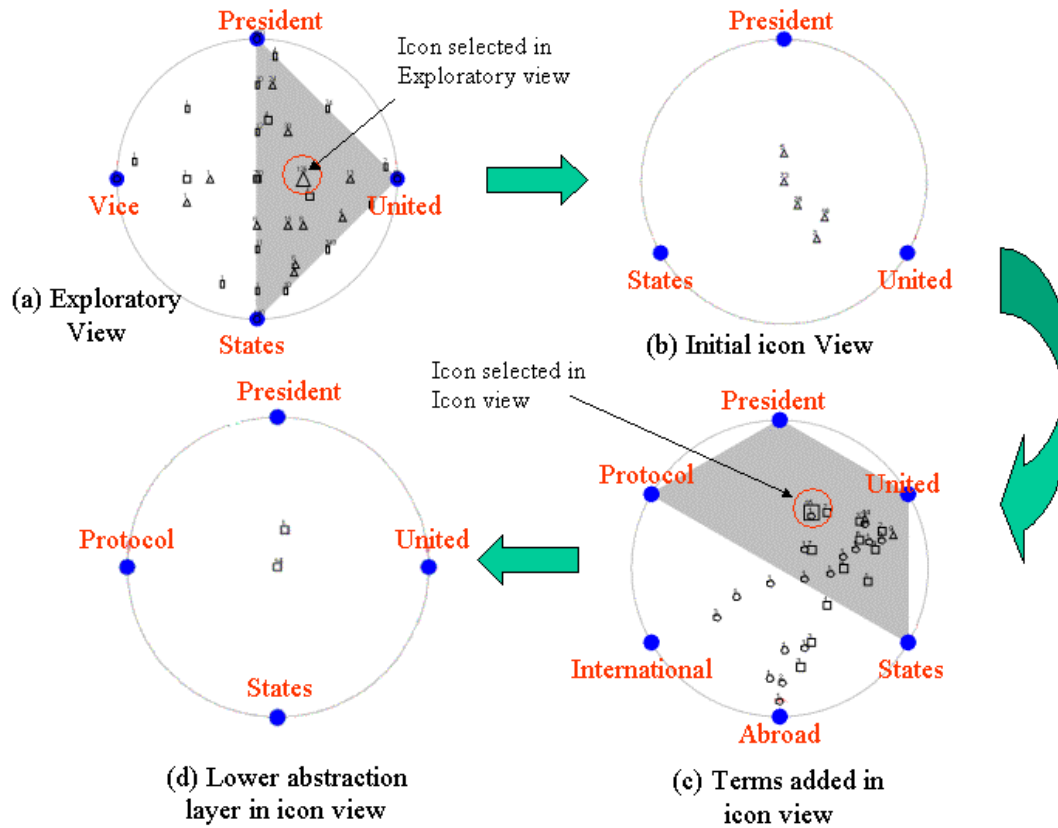 President
Icon selected in
Exploratory view
Vice
United
(a) Exploratory
View
States
President
States
United
(b) Initial icon View
Icon selected in
Icon view
President
Protocol
United
International
States
Abroad
(c) Terms added in
icon view
President
Protocol
United
States
(d) Lower abstraction
layer in icon view